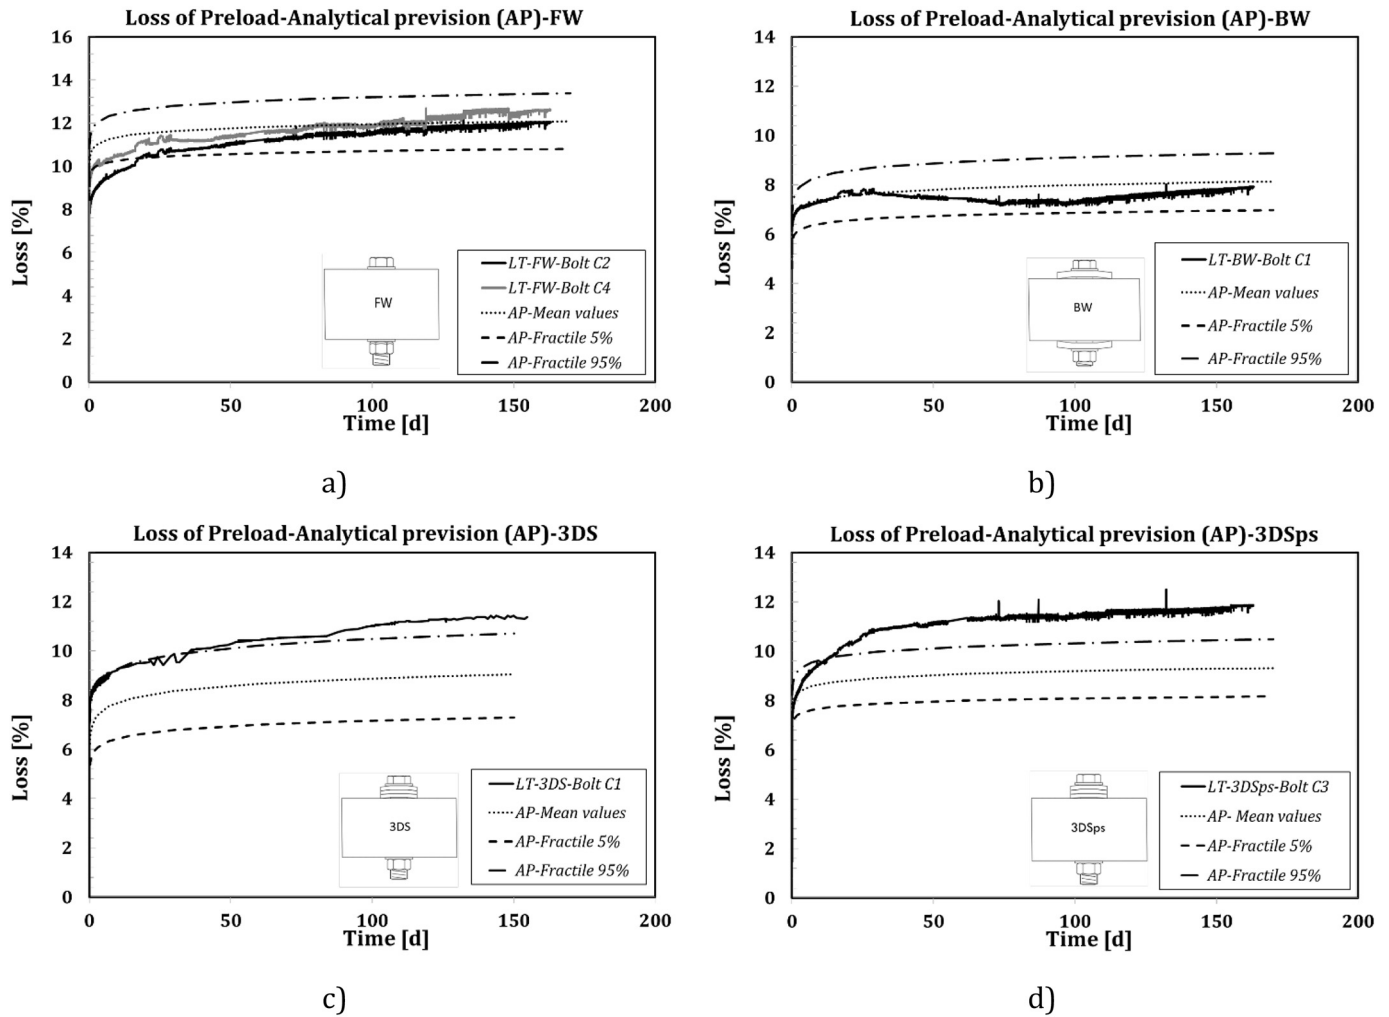 Loss of Preload-Analytical prevision (AP)-FW
16
14
12
10
8
6
4
2
0
Loss [%]
0 50 100 150 200
Time [d]
FW
LT-FW-Bolt C2
LT-FW-Bolt C4
AP-Mean values
AP-Fractile 5%
AP-Fractile 95%
a)
Loss of Preload-Analytical prevision (AP)-BW
14
12
10
8
6
4
2
0
Loss [%]
0 50 100 150 200
Time [d]
BW
LT-BW-Bolt C1
AP-Mean values
AP-Fractile 5%
AP-Fractile 95%
b)
Loss of Preload-Analytical prevision (AP)-3DS
14
12
10
8
6
4
2
0
Loss [%]
0 50 100 150 200
Time [d]
3DS
LT-3DS-Bolt C1
AP-Mean values
AP-Fractile 5%
AP-Fractile 95%
c)
Loss of Preload-Analytical prevision (AP)-3DSps
14
12
10
8
6
4
2
0
Loss [%]
0 50 100 150 200
Time [d]
3DSps
LT-3DSps-Bolt C3
AP- Mean values
AP-Fractile 5%
AP-Fractile 95%
d)